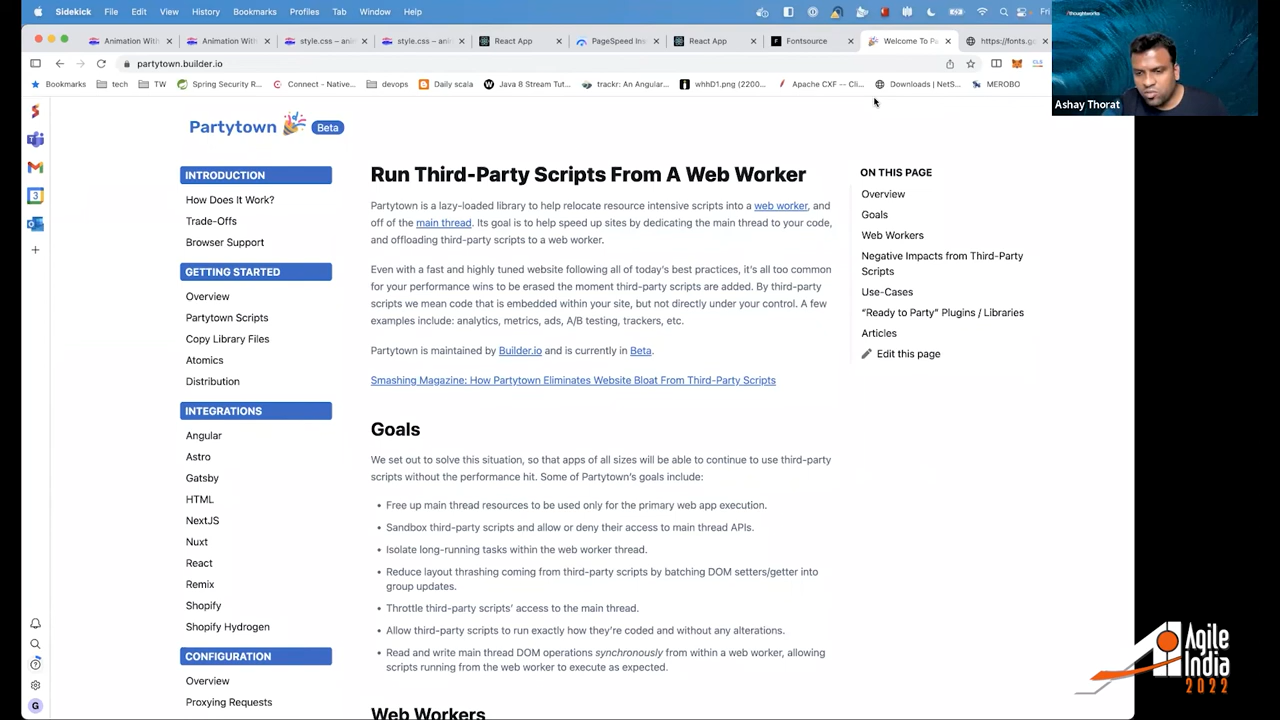 Sidekick File Edit View History Bookmarks Profiles Tab Window Help Fri
Animation With Animation With style.css – ani style.css – ani React App PageSpeed Ins React App Fontsource Welcome To Pa https://fonts.ge
partytown.builder.io
Bookmarks tech TW Spring Security R... Connect - Native... devops Daily scala Java 8 Stream Tut... trackr: An Angular... whhD1.png (2200... Apache CXF -- Cli... Downloads | NetS... MEROBO
/thoughtworks
Ashay Thorat
Partytown Beta
INTRODUCTION
How Does It Work?
Trade-Offs
Browser Support
GETTING STARTED
Overview
Partytown Scripts
Copy Library Files
Atomics
Distribution
INTEGRATIONS
Angular
Astro
Gatsby
HTML
NextJS
Nuxt
React
Remix
Shopify
Shopify Hydrogen
CONFIGURATION
Overview
Proxying Requests
Run Third-Party Scripts From A Web Worker
Partytown is a lazy-loaded library to help relocate resource intensive scripts into a web worker, and
off of the main thread. Its goal is to help speed up sites by dedicating the main thread to your code,
and offloading third-party scripts to a web worker.
Even with a fast and highly tuned website following all of today's best practices, it's all too common
for your performance wins to be erased the moment third-party scripts are added. By third-party
scripts we mean code that is embedded within your site, but not directly under your control. A few
examples include: analytics, metrics, ads, A/B testing, trackers, etc.
Partytown is maintained by Builder.io and is currently in Beta.
Smashing Magazine: How Partytown Eliminates Website Bloat From Third-Party Scripts
Goals
We set out to solve this situation, so that apps of all sizes will be able to continue to use third-party
scripts without the performance hit. Some of Partytown's goals include:
• Free up main thread resources to be used only for the primary web app execution.
• Sandbox third-party scripts and allow or deny their access to main thread APIs.
• Isolate long-running tasks within the web worker thread.
• Reduce layout thrashing coming from third-party scripts by batching DOM setters/getter into
group updates.
• Throttle third-party scripts' access to the main thread.
• Allow third-party scripts to run exactly how they're coded and without any alterations.
• Read and write main thread DOM operations synchronously from within a web worker, allowing
scripts running from the web worker to execute as expected.
Web Workers
ON THIS PAGE
Overview
Goals
Web Workers
Negative Impacts from Third-Party
Scripts
Use-Cases
"Ready to Party" Plugins / Libraries
Articles
Edit this page
G
Agile
India
2022